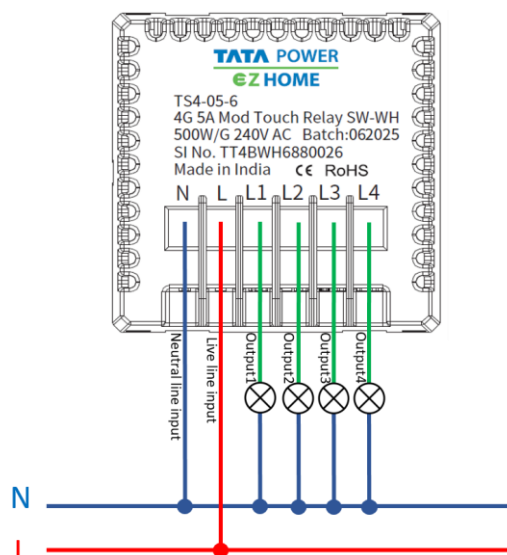 TATA POWER
EZ HOME
TS4-05-6
4G 5A Mod Touch Relay SW-WH
500W/G 240V AC Batch:062025
SI No. TT4BWH6880026
Made in India CE RoHS
N L L1 L2 L3 L4
Neutral line input
Live line input
Output1
Output2
Output3
Output4
N
L